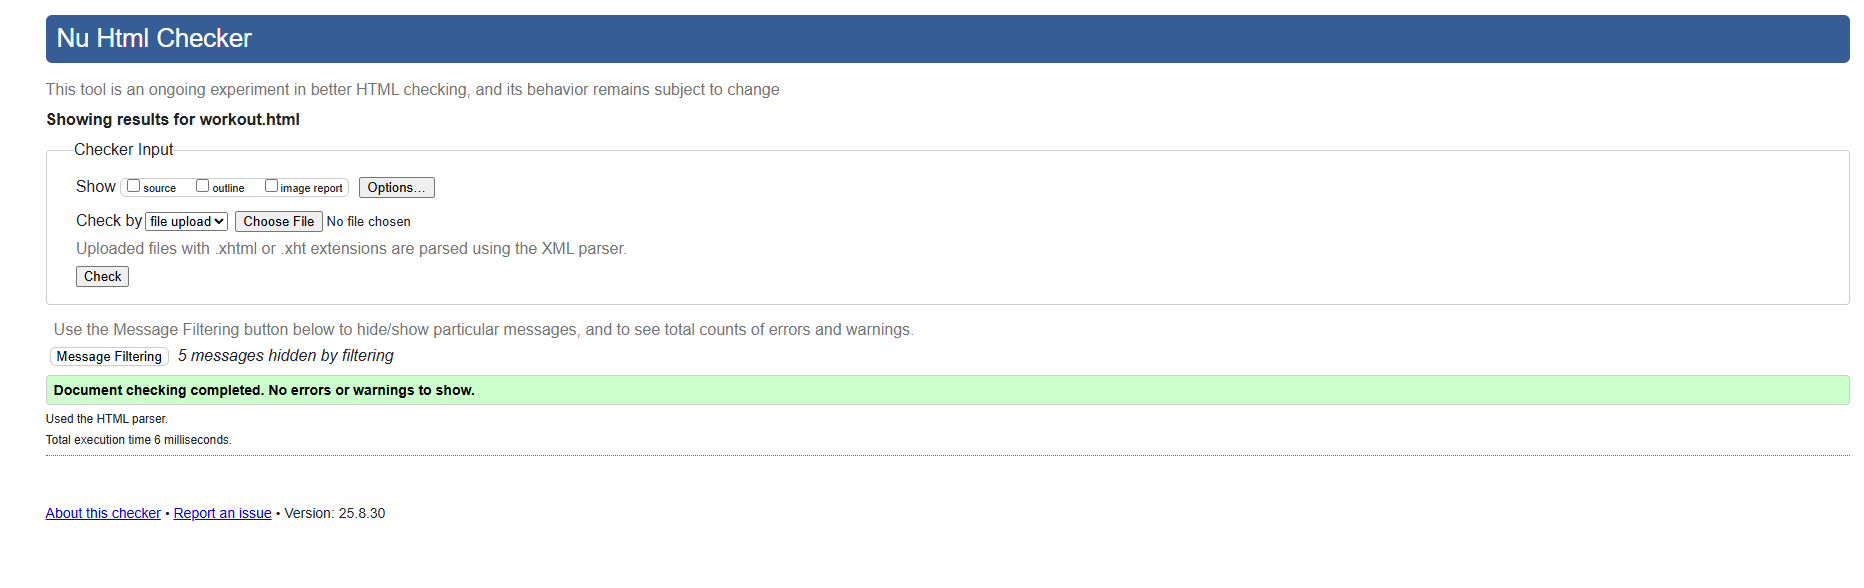 Nu Html Checker
This tool is an ongoing experiment in better HTML checking, and its behavior remains subject to change
Showing results for workout.html
Checker Input
Show source outline image report Options...
Check by file upload Choose File No file chosen
Uploaded files with .xhtml or .xht extensions are parsed using the XML parser.
Check
Use the Message Filtering button below to hide/show particular messages, and to see total counts of errors and warnings.
Message Filtering 5 messages hidden by filtering
Document checking completed. No errors or warnings to show.
Used the HTML parser.
Total execution time 6 milliseconds.
About this checker • Report an issue • Version: 25.8.30